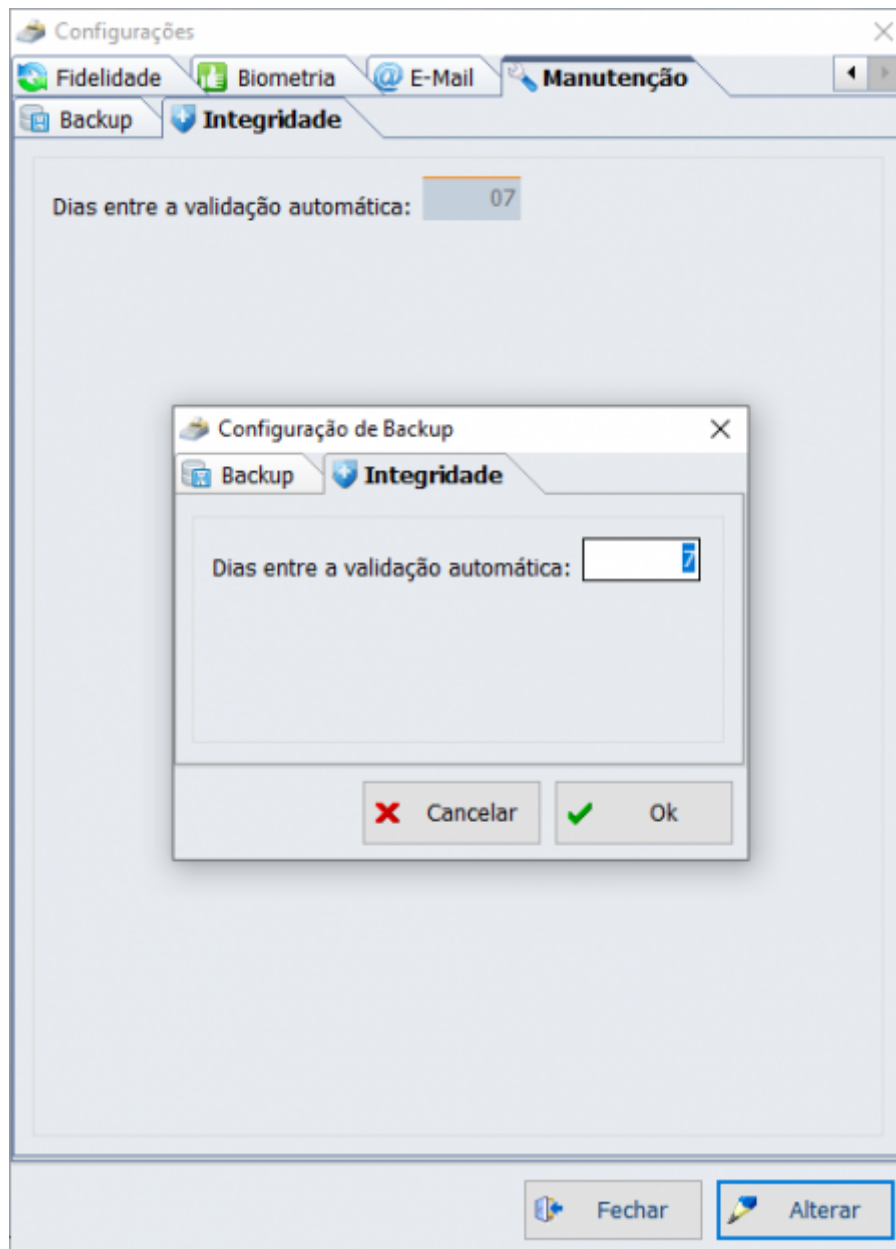 Configurações
Fidelidade Biometria E-Mail Manutenção
Backup Integridade
Dias entre a validação automática: 07
Configuração de Backup
Backup Integridade
Dias entre a validação automática: 7
Cancelar Ok
Fechar Alterar